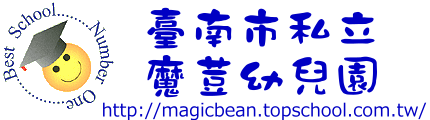 Best School.........Number One.........
臺南市私立
魔荳幼兒園
http://magicbean.topschool.com.tw/